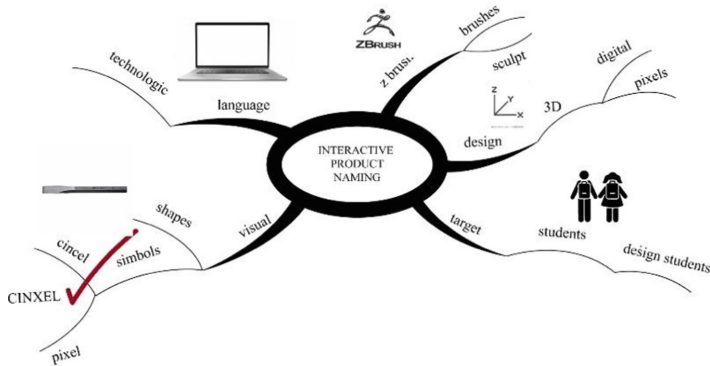 INTERACTIVE
PRODUCT
NAMING
technologic
language
ZBRUSH
z brush
brushes
sculpt
design
Z
Y
X
3D
digital
pixels
target
students
design students
visual
shapes
simbols
cincel
CINXEL
pixel